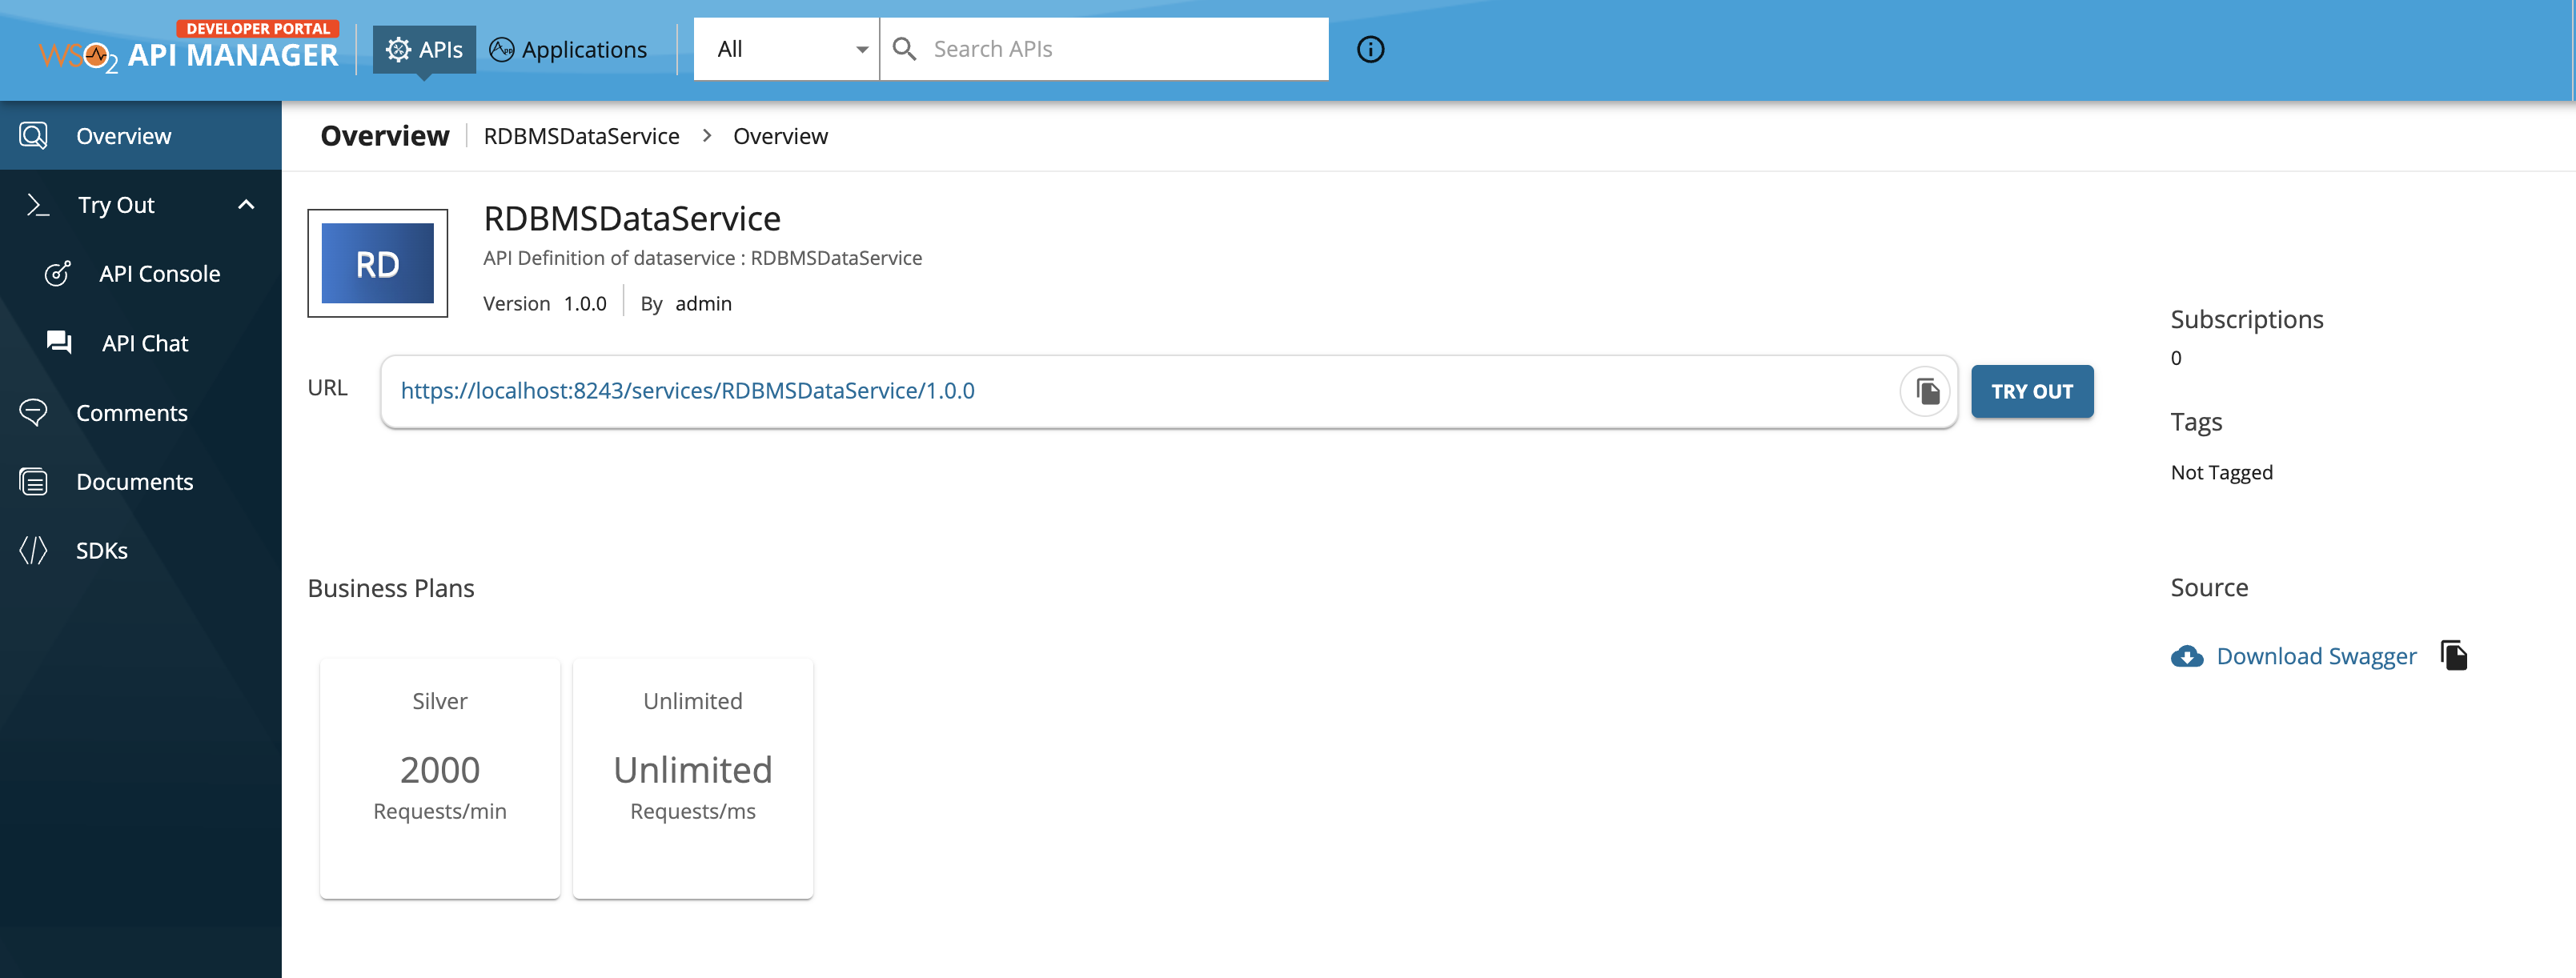 DEVELOPER PORTAL
WSO2 API MANAGER
APIs
Applications
All
Search APIs
Overview
Try Out
API Console
API Chat
Comments
Documents
SDKs
Overview
RDBMSDataService > Overview
RD
RDBMSDataService
API Definition of dataservice : RDBMSDataService
Version 1.0.0
By admin
URL
https://localhost:8243/services/RDBMSDataService/1.0.0
TRY OUT
Subscriptions
0
Tags
Not Tagged
Business Plans
Silver
2000
Requests/min
Unlimited
Unlimited
Requests/ms
Source
Download Swagger